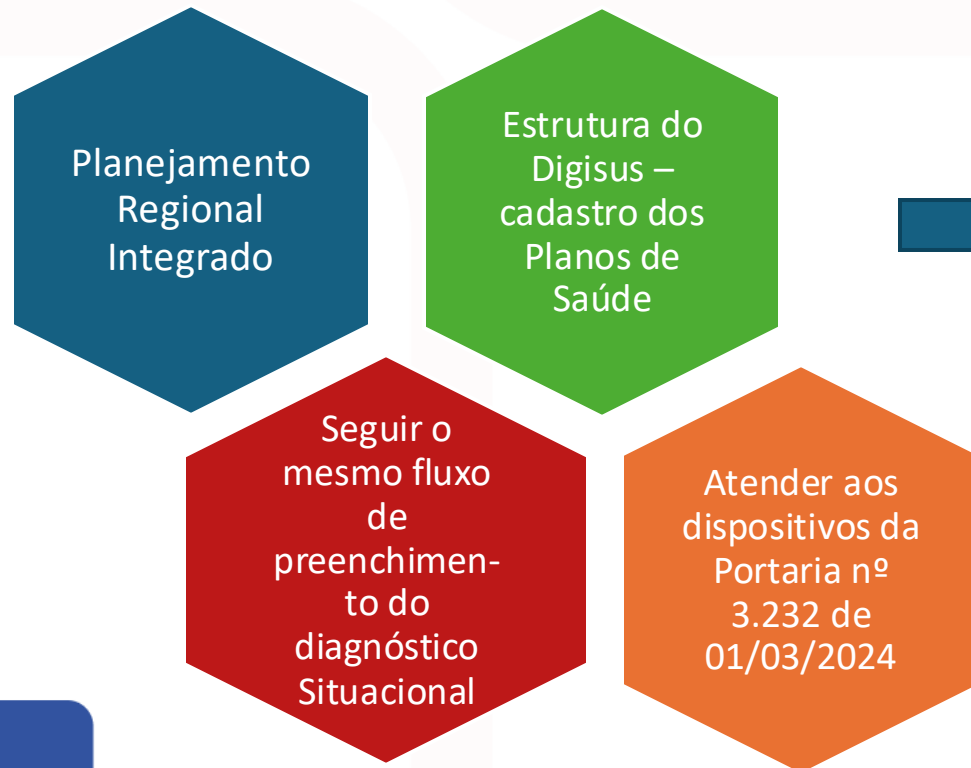 Planejamento
Regional
Integrado
Estrutura do
Digisus –
cadastro dos
Planos de
Saúde
Seguir o
mesmo fluxo
de
preenchimen-
to do
diagnóstico
Situacional
Atender aos
dispositivos da
Portaria nº
3.232 de
01/03/2024